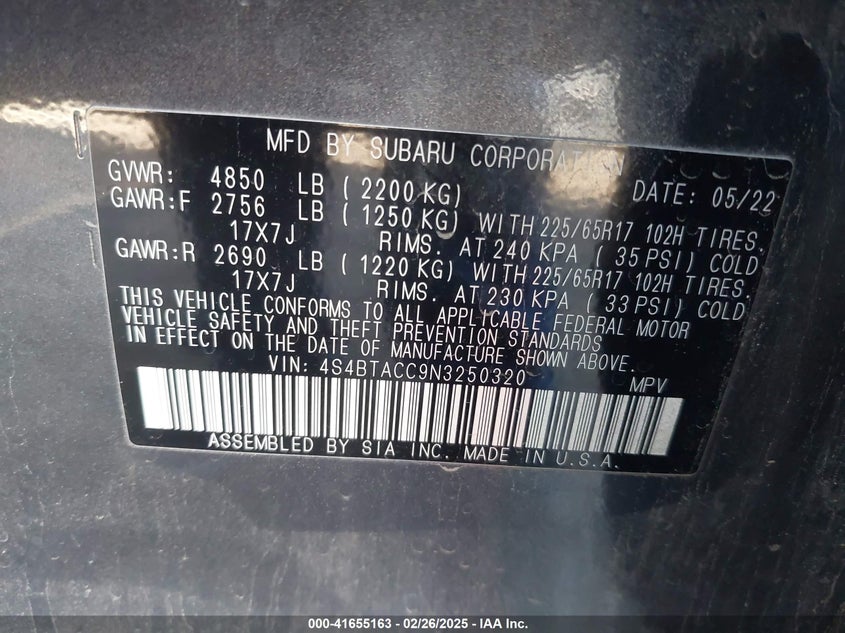 MFD BY SUBARU CORPORATION
GVWR: 4850 LB ( 2200 KG) DATE: 05/22
GAWR:F 2756 LB ( 1250 KG) WITH 225/65R17 102H TIRES.
17X7J RIMS. AT 240 KPA ( 35 PSI) COLD
GAWR:R 2690 LB ( 1220 KG) WITH 225/65R17 102H TIRES.
17X7J RIMS. AT 230 KPA ( 33 PSI) COLD.
THIS VEHICLE CONFORMS TO ALL APPLICABLE FEDERAL MOTOR
VEHICLE SAFETY AND THEFT PREVENTION STANDARDS
IN EFFECT ON THE DATE OF MANUFACTURE SHOWN ABOVE.
VIN: 4S4BTACC9N3250320 MPV
ASSEMBLED BY SIA INC. MADE IN U.S.A.
000-41655163 - 02/26/2025 - IAA Inc.